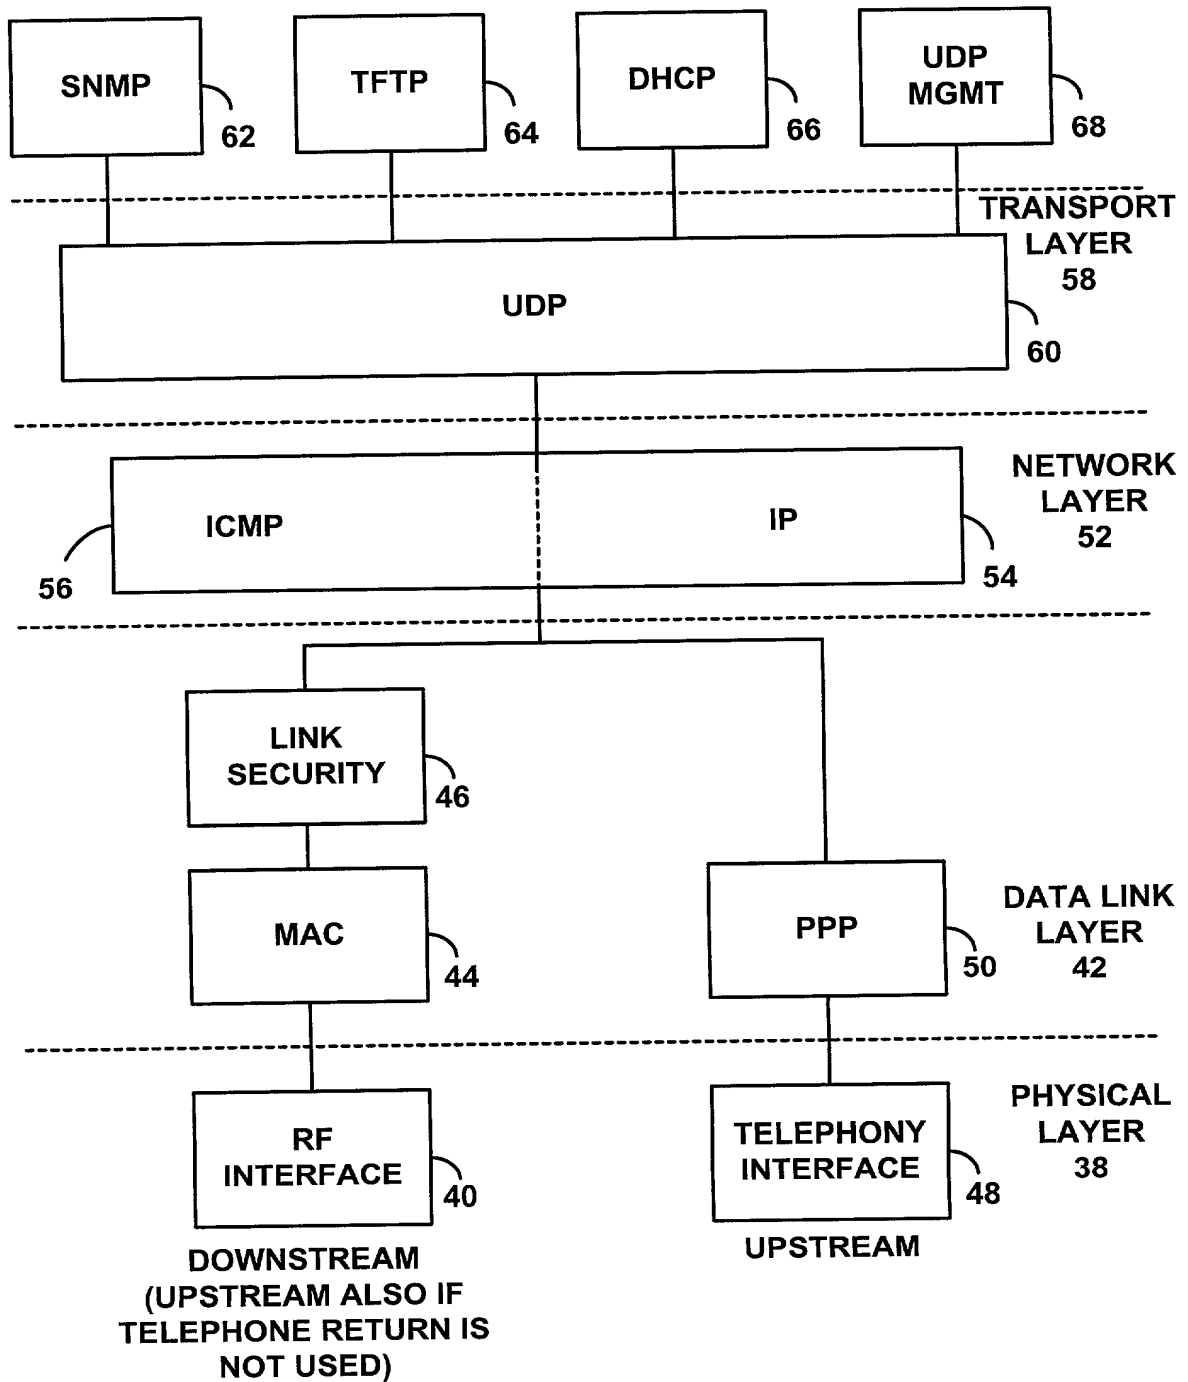 SNMP
62
TFTP
64
DHCP
66
UDP
MGMT
68
TRANSPORT
LAYER
58
UDP
60
NETWORK
LAYER
52
ICMP
56
IP
54
LINK
SECURITY
46
MAC
44
PPP
50
DATA LINK
LAYER
42
RF
INTERFACE
40
TELEPHONY
INTERFACE
48
PHYSICAL
LAYER
38
DOWNSTREAM
(UPSTREAM ALSO IF
TELEPHONE RETURN IS
NOT USED)
UPSTREAM